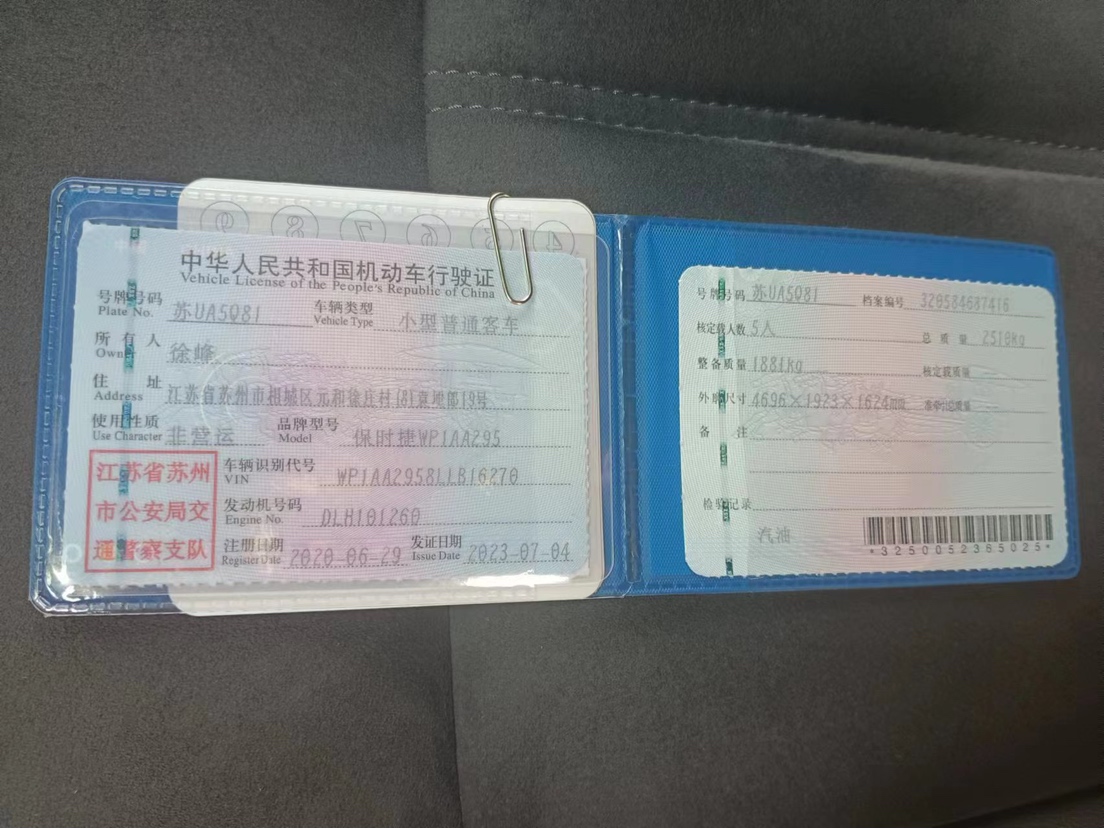 9 8 7 6 5 4
中华人民共和国机动车行驶证
Vehicle License of the People's Republic of China
号牌号码 苏UA5Q81 车辆类型 小型普通客车
Plate No. Vehicle Type
所有人 徐峰
Owner
住址 江苏省苏州市相城区元和徐庄村(8)袁地郎19号
Address
使用性质 非营运 品牌型号 保时捷WP1AA295
Use Character Model
江苏省苏州
市公安局交
通警察支队
车辆识别代号 WP1AA2958LLB16270
VIN
发动机号码 DLH101260
Engine No.
注册日期 2020-06-29 发证日期 2023-07-04
Register Date Issue Date
号牌号码 苏UA5Q81 档案编号 329584687416
核定载人数 5人 总质量 2510kg
整备质量 1881kg 核定载质量
外廓尺寸 4696×1923×1624mm 准牵引总质量
备注
检验记录
汽油
*3250052385025*